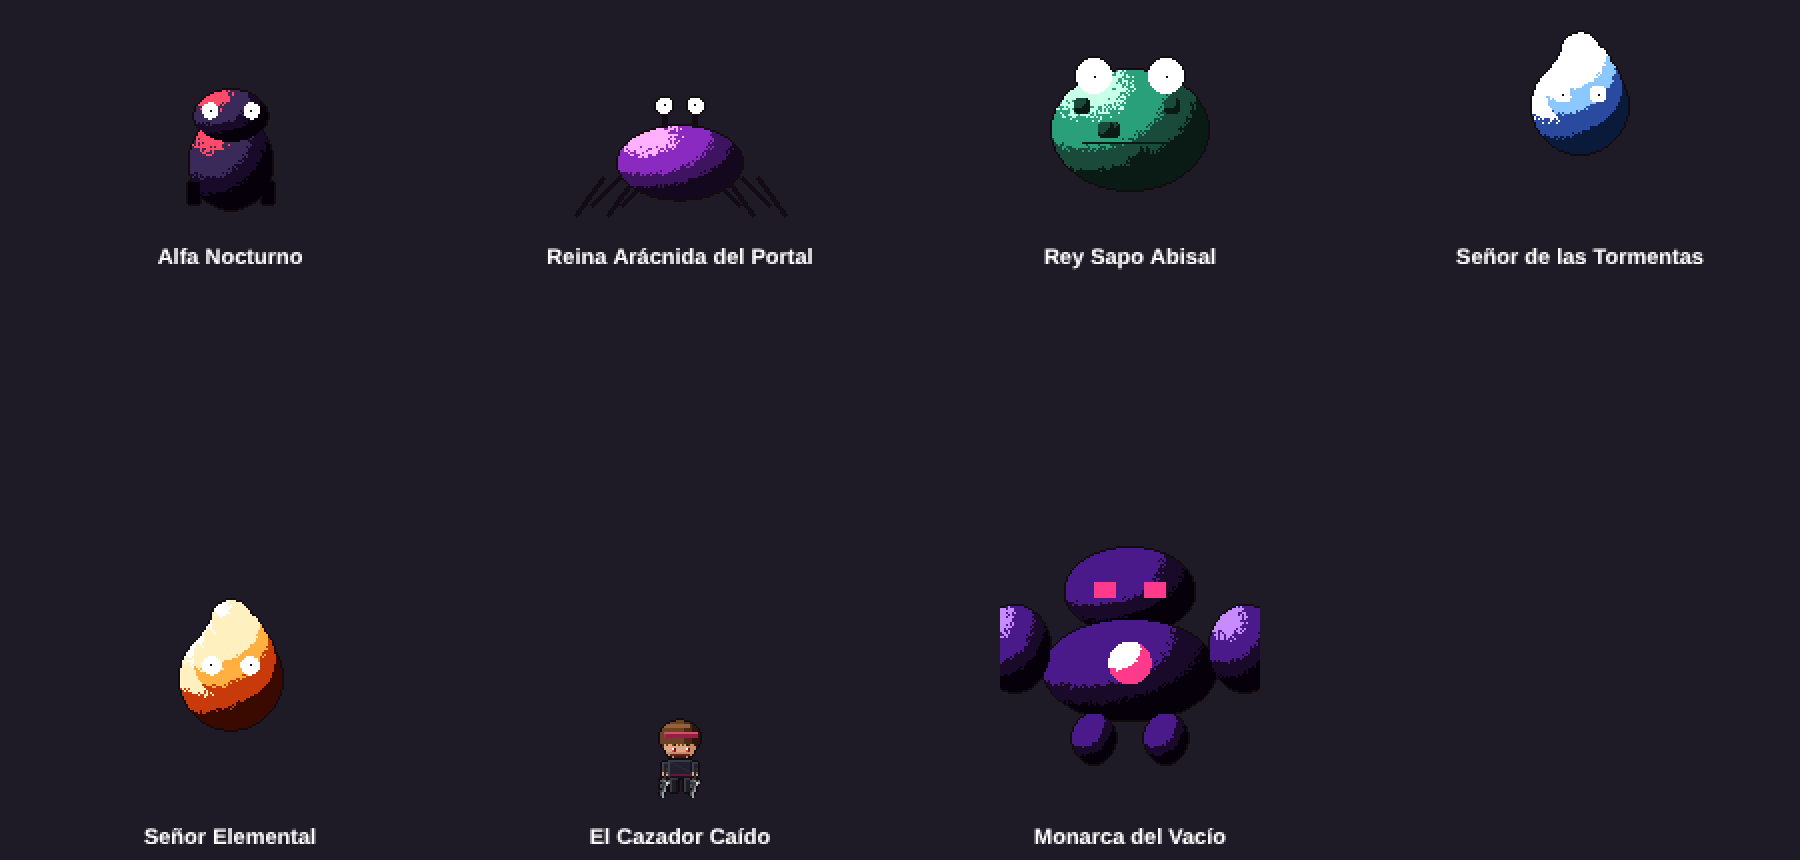 Alfa Nocturno
Reina Arácnida del Portal
Rey Sapo Abisal
Señor de las Tormentas
Señor Elemental
El Cazador Caído
Monarca del Vacío